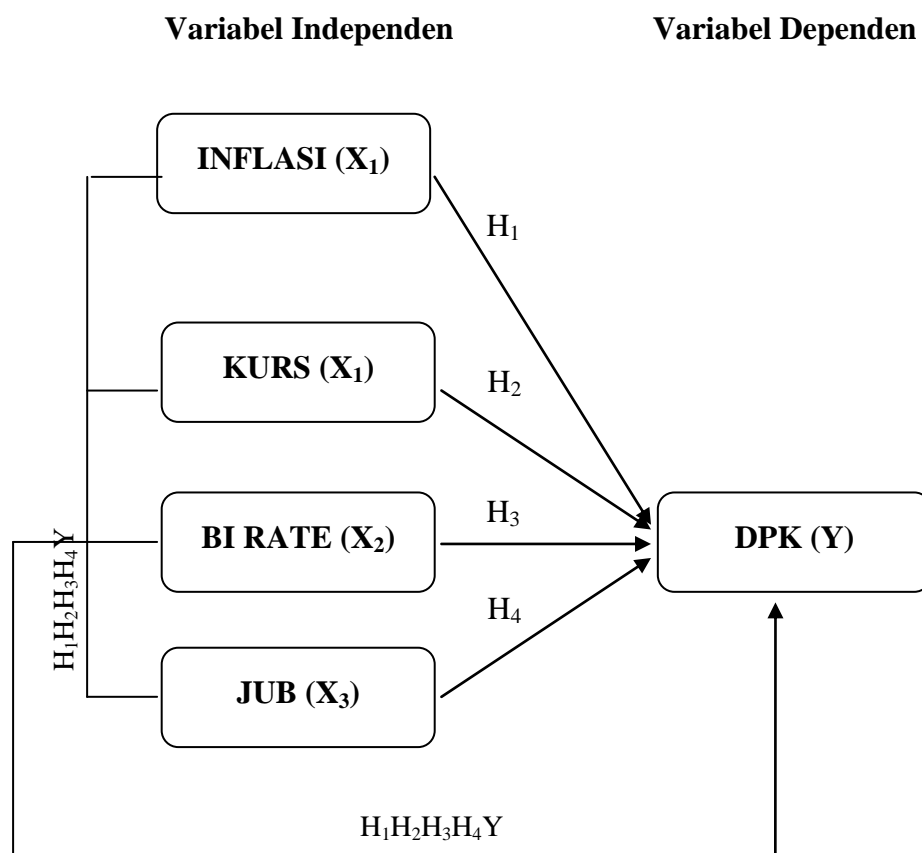 Variabel Independen
Variabel Dependen
INFLASI (X₁)
H₁
KURS (X₁)
H₂
BI RATE (X₂)
H₃
DPK (Y)
H₁H₂H₃H₄Y
H₄
JUB (X₃)
H₁H₂H₃H₄Y